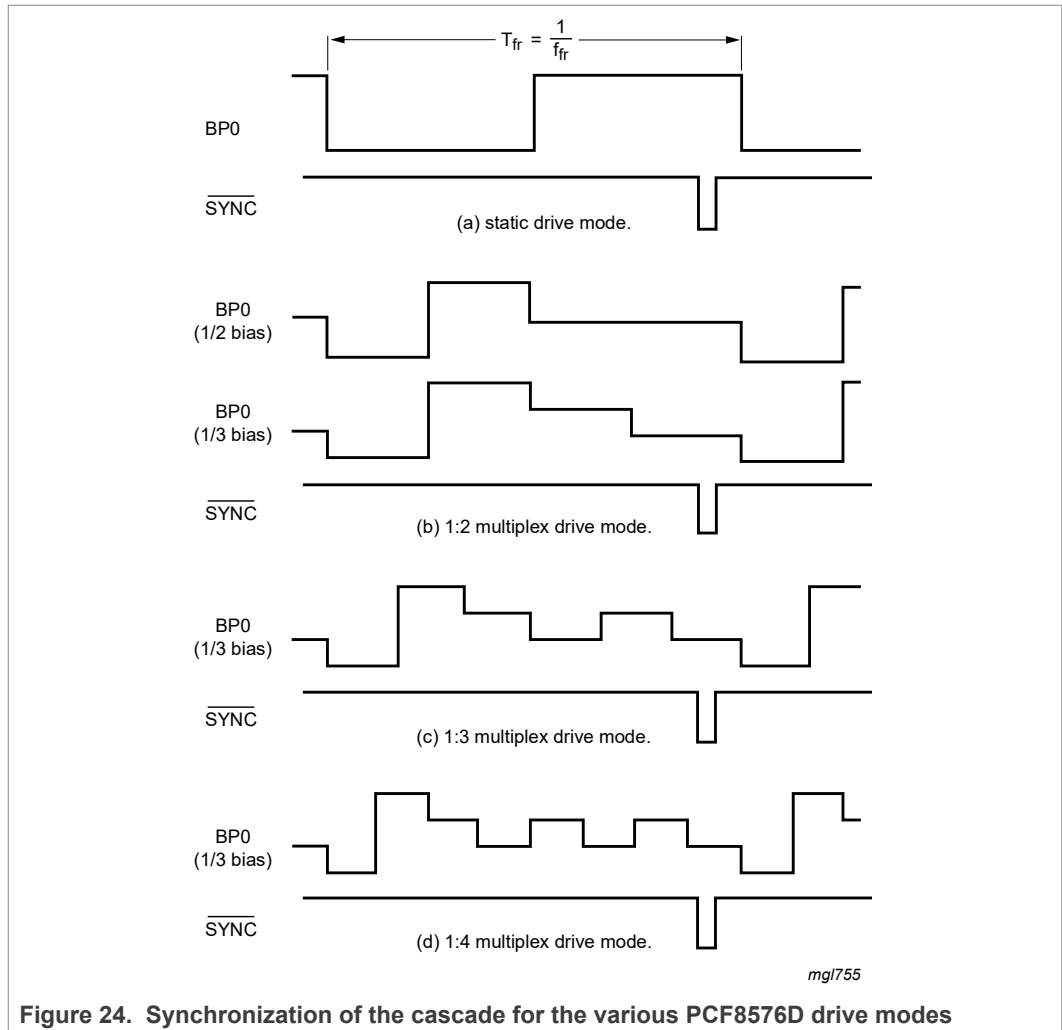 Tfr = 1/ffr
BP0
SYNC
(a) static drive mode.
BP0
(1/2 bias)
BP0
(1/3 bias)
SYNC
(b) 1:2 multiplex drive mode.
BP0
(1/3 bias)
SYNC
(c) 1:3 multiplex drive mode.
BP0
(1/3 bias)
SYNC
(d) 1:4 multiplex drive mode.
mgl755
Figure 24. Synchronization of the cascade for the various PCF8576D drive modes